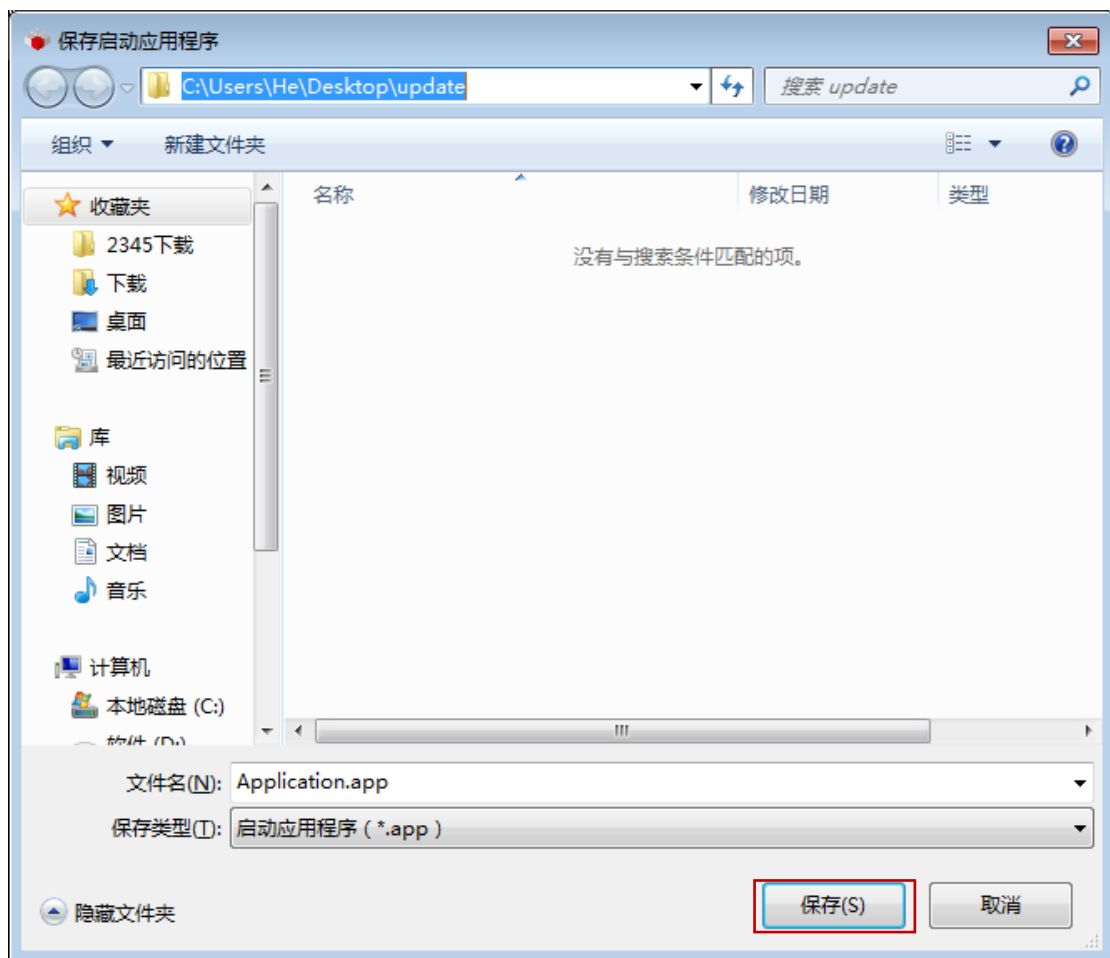 保存启动应用程序
C:\Users\He\Desktop\update
搜索 update
组织 新建文件夹
名称 修改日期 类型
没有与搜索条件匹配的项。
收藏夹
2345下载
下载
桌面
最近访问的位置
库
视频
图片
文档
音乐
计算机
本地磁盘 (C:)
软件 (D:)
文件名(N): Application.app
保存类型(T): 启动应用程序 ( *.app )
隐藏文件夹
保存(S) 取消